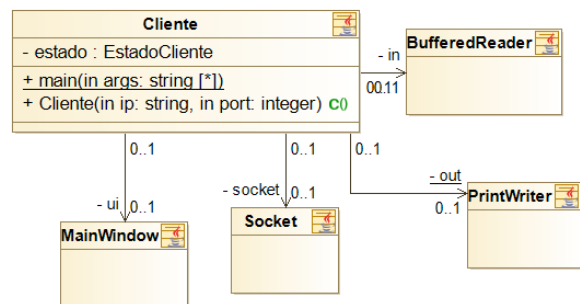 Cliente
- estado : EstadoCliente
+ main(in args: string [*])
+ Cliente(in ip: string, in port: integer) C()
- in
BufferedReader
00..11
0..1
0..1
0..1
- out
- socket
0..1
PrintWriter
- ui
0..1
0..1
MainWindow
Socket